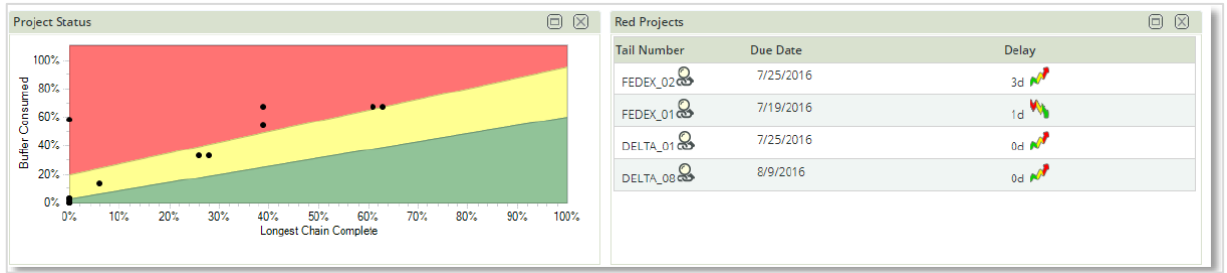 Project Status
100%
80%
60%
40%
20%
0%
Buffer Consumed
0% 10% 20% 30% 40% 50% 60% 70% 80% 90% 100%
Longest Chain Complete
Red Projects
Tail Number Due Date Delay
FEDEX_02 7/25/2016 3d
FEDEX_01 7/19/2016 1d
DELTA_01 7/25/2016 0d
DELTA_08 8/9/2016 0d